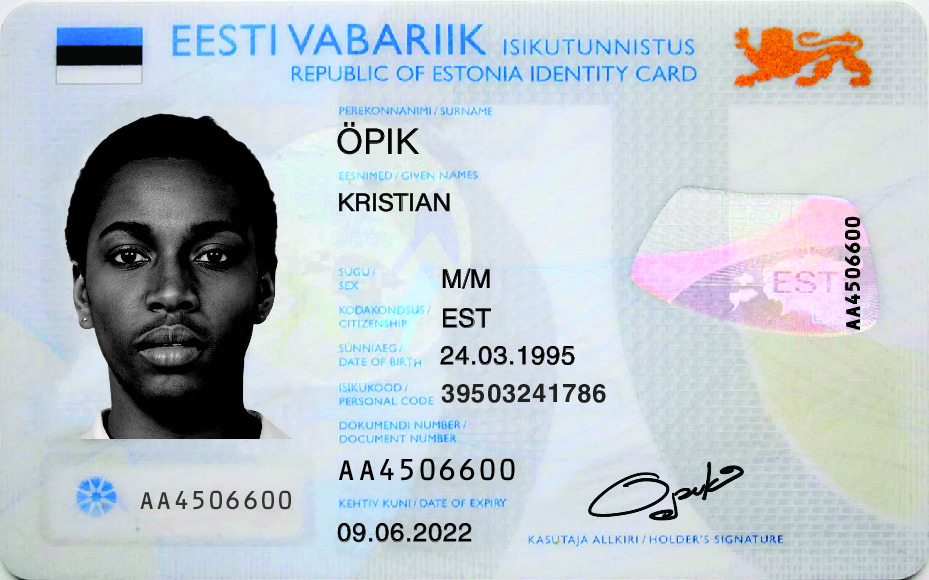 EESTI VABARIIK ISIKUTUNNISTUS
REPUBLIC OF ESTONIA IDENTITY CARD
PEREKONNANIMI / SURNAME
ÖPIK
EESNIMED / GIVEN NAMES
KRISTIAN
SUGU / SEX
M/M
KODAKONDSUS / CITIZENSHIP
EST
SÜNNIAEG / DATE OF BIRTH
24.03.1995
ISIKUKOOD / PERSONAL CODE
39503241786
DOKUMENDI NUMBER / DOCUMENT NUMBER
AA4506600
KEHTIV KUNI / DATE OF EXPIRY
09.06.2022
AA4506600
EST
AA4506600
Öpik
KASUTAJA ALLKIRI / HOLDER'S SIGNATURE